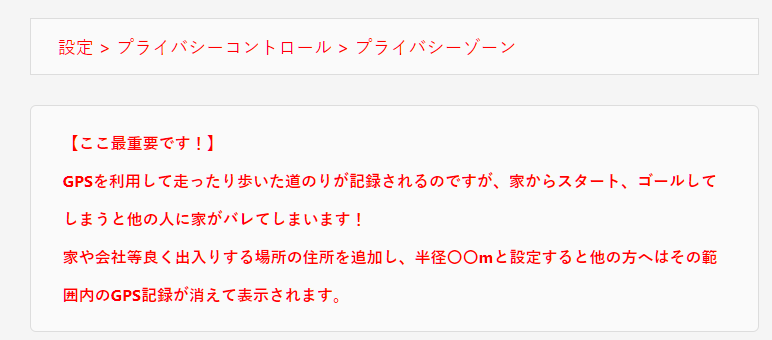 設定 > プライバシーコントロール > プライバシーゾーン
【ここ最重要です！】
GPSを利用して走ったり歩いた道のりが記録されるのですが、家からスタート、ゴールして
しまうと他の人に家がバレてしまいます！
家や会社等良く出入りする場所の住所を追加し、半径〇〇mと設定すると他の方へはその範
囲内のGPS記録が消えて表示されます。